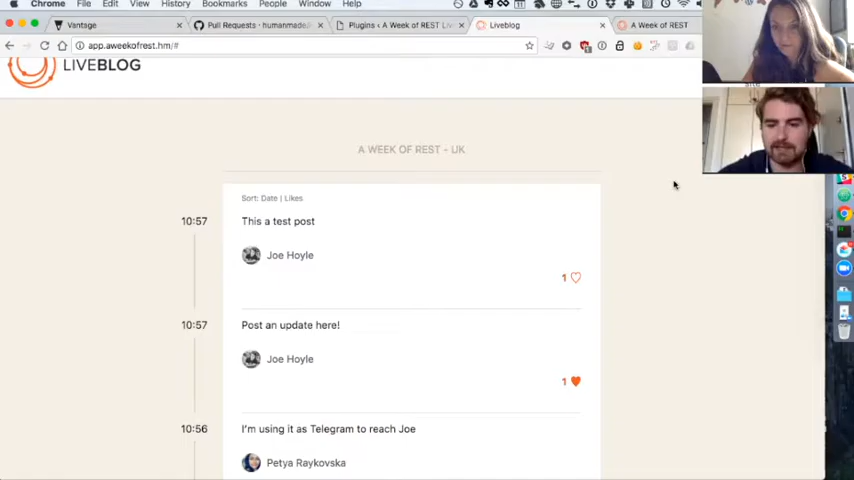 Chrome File Edit View History Bookmarks People Window Help
Vantage
Pull Requests · humanmade/
Plugins ‹ A Week of REST Liv
Liveblog
A Week of REST
app.aweekofrest.hm/#
LIVEBLOG
A WEEK OF REST - UK
Sort: Date | Likes
10:57
This a test post
Joe Hoyle
1
10:57
Post an update here!
Joe Hoyle
1
10:56
I'm using it as Telegram to reach Joe
Petya Raykovska